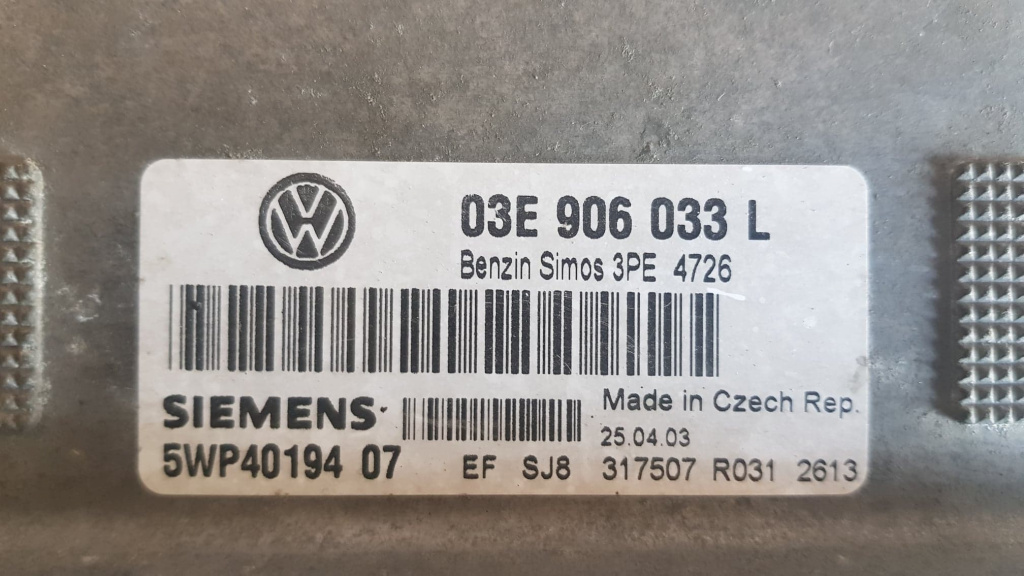 03E 906 033 L
Benzin Simos 3PE 4726
SIEMENS
Made in Czech Rep.
25.04.03
5WP40194 07 EF SJ8 317507 R031 2613